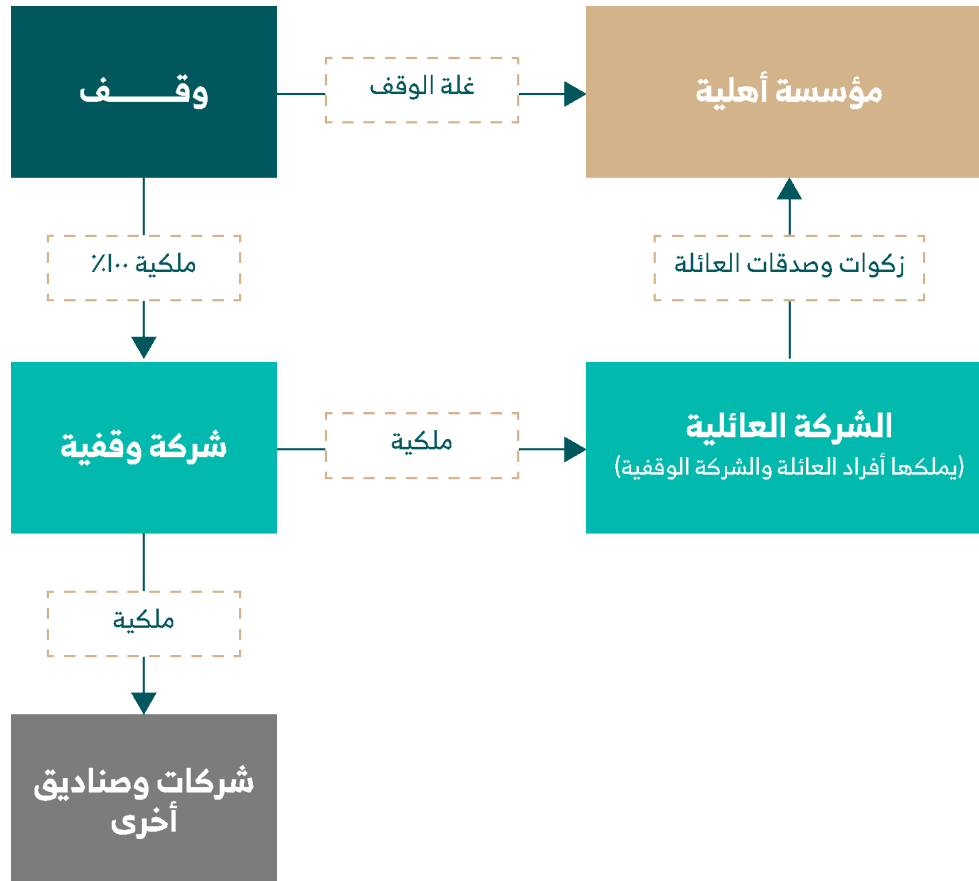 وقــــــف
غلة الوقف
مؤسسة أهلية
ملكية ١٠٠٪
زكوات وصدقات العائلة
شركة وقفية
ملكية
الشركة العائلية
(يملكها أفراد العائلة والشركة الوقفية)
ملكية
شركات وصناديق
أخرى